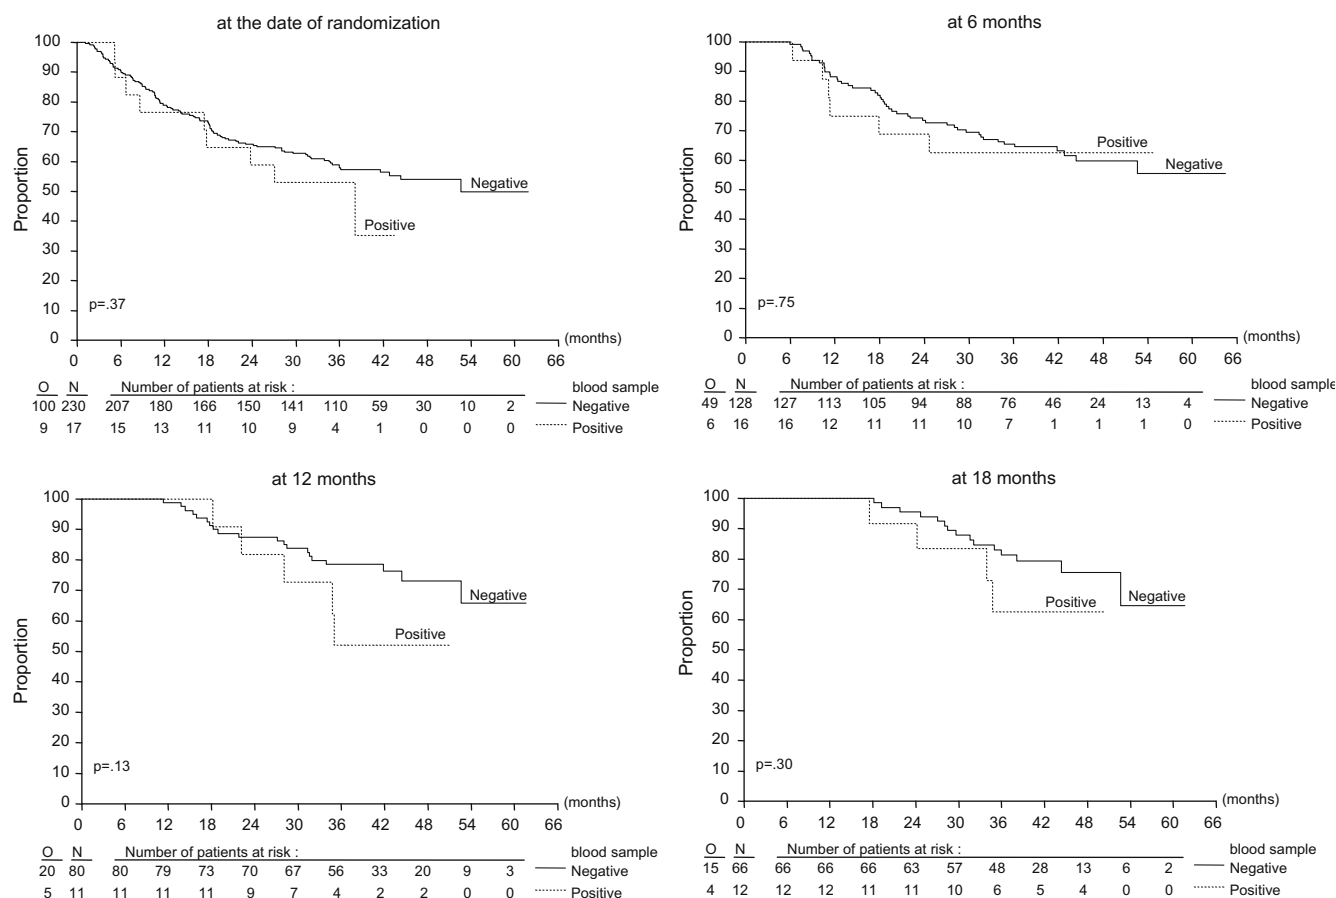 at the date of randomization
100
90
80
70
60
50
40
30
20
10
0
Proportion
Negative
Positive
p=.37
0 6 12 18 24 30 36 42 48 54 60 66
(months)
O N Number of patients at risk : blood sample
100 230 207 180 166 150 141 110 59 30 10 2 Negative
9 17 15 13 11 10 9 4 1 0 0 0 Positive
at 6 months
100
90
80
70
60
50
40
30
20
10
0
Proportion
Positive
Negative
p=.75
(months)
0 6 12 18 24 30 36 42 48 54 60 66
O N Number of patients at risk : blood sample
49 128 127 113 105 94 88 76 46 24 13 4 Negative
6 16 16 12 11 11 10 7 1 1 1 0 Positive
at 12 months
100
90
80
70
60
50
40
30
20
10
0
Proportion
Negative
Positive
p=.13
(months)
0 6 12 18 24 30 36 42 48 54 60 66
O N Number of patients at risk : blood sample
20 80 80 79 73 70 67 56 33 20 9 3 Negative
5 11 11 11 11 9 7 4 2 2 0 0 Positive
at 18 months
100
90
80
70
60
50
40
30
20
10
0
Proportion
Negative
Positive
p=.30
(months)
0 6 12 18 24 30 36 42 48 54 60 66
O N Number of patients at risk : blood sample
15 66 66 66 66 63 57 48 28 13 6 2 Negative
4 12 12 12 11 11 10 6 5 4 0 0 Positive